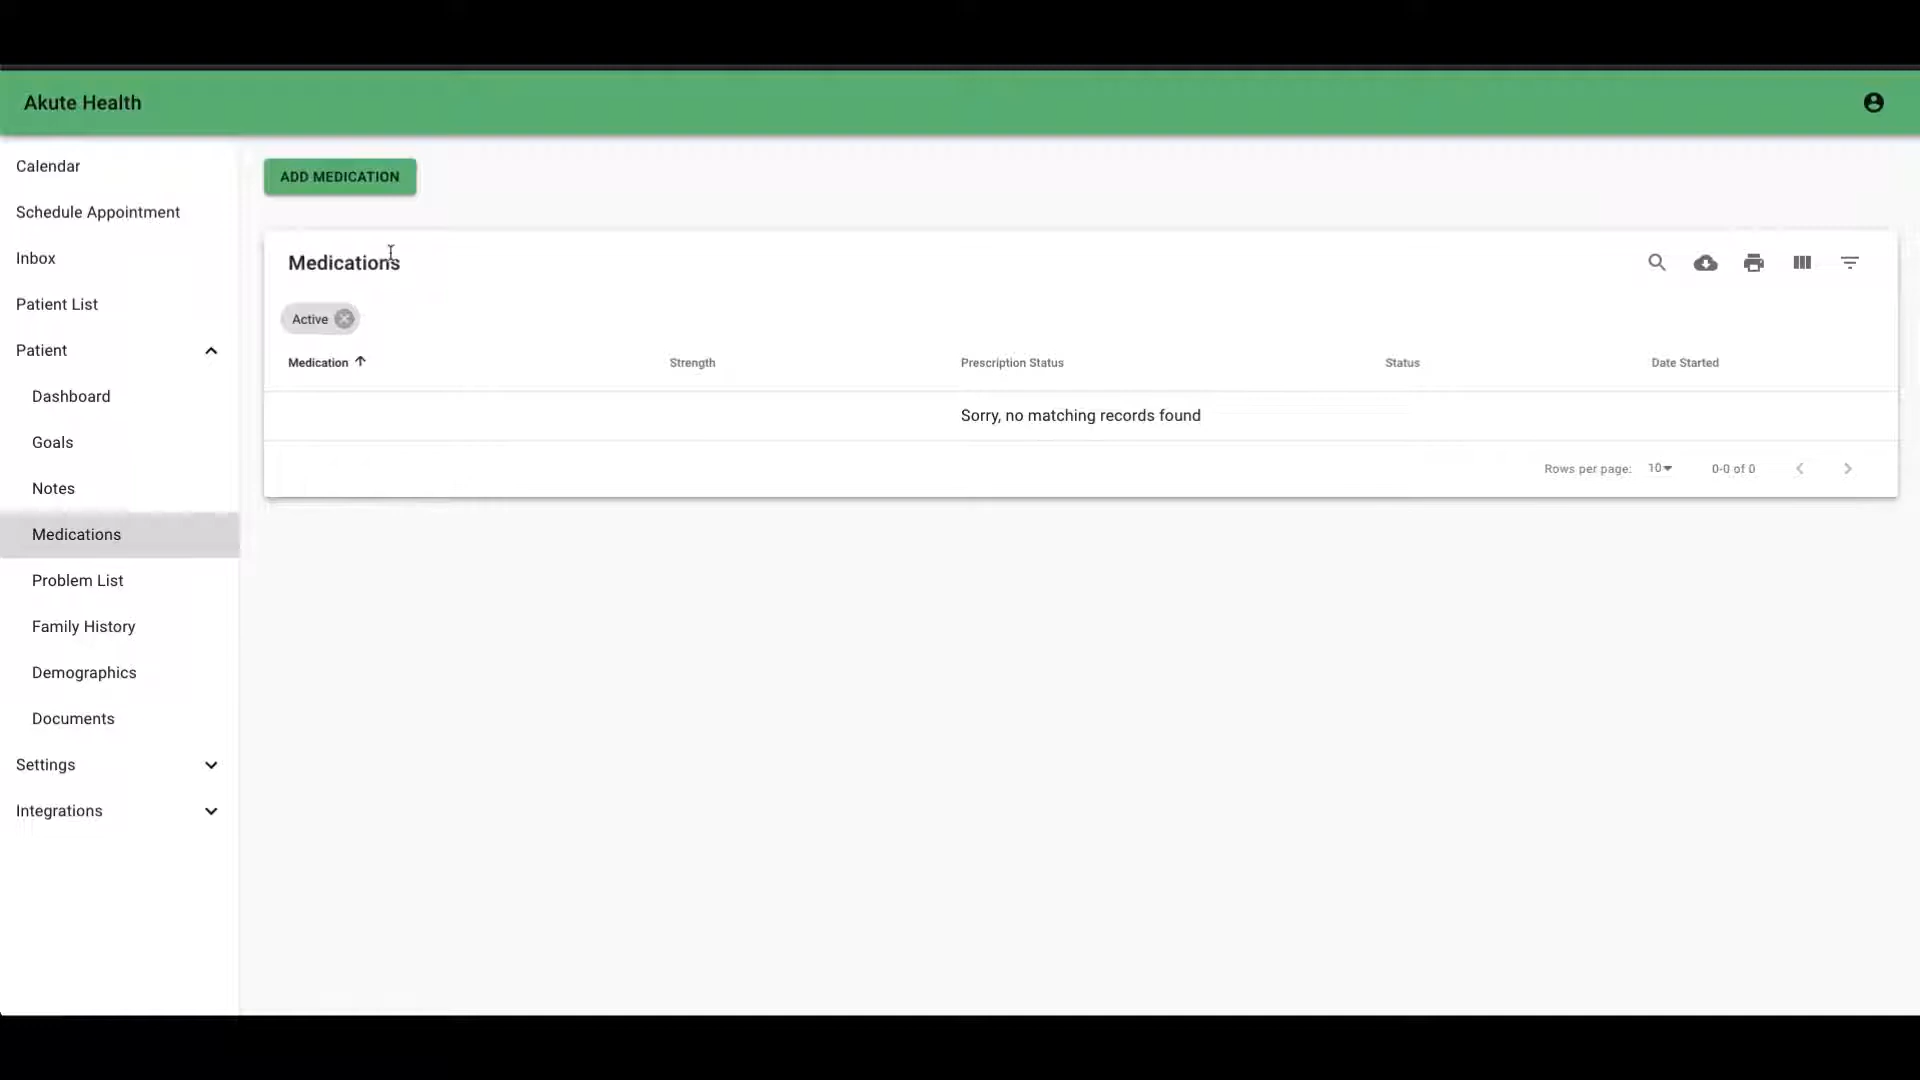 Akute Health
Calendar
Schedule Appointment
Inbox
Patient List
Patient
Dashboard
Goals
Notes
Medications
Problem List
Family History
Demographics
Documents
Settings
Integrations
ADD MEDICATION
Medications
Active
Medication Strength Prescription Status Status Date Started
Sorry, no matching records found
Rows per page: 10 0-0 of 0